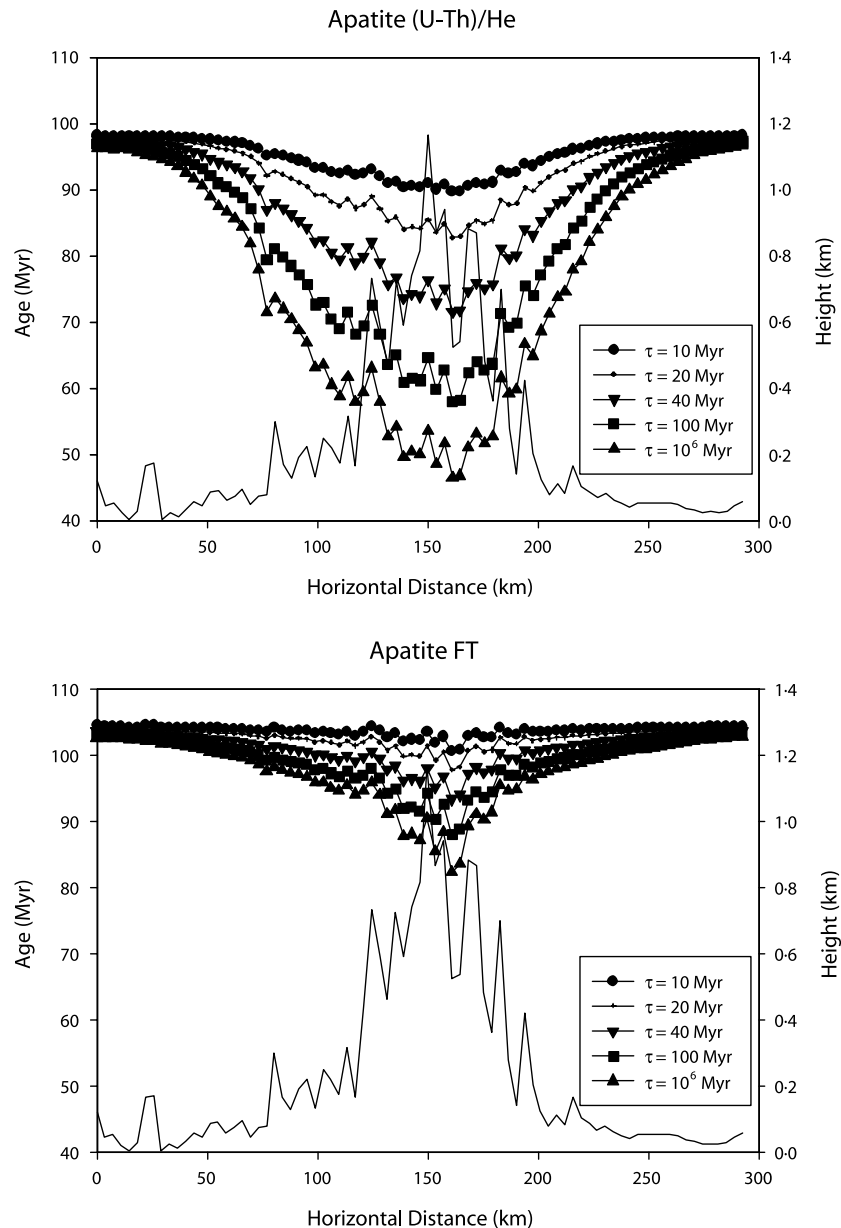 Apatite (U-Th)/He
110
100
90
80
70
60
50
40
1·4
1·2
1·0
0·8
0·6
0·4
0·2
0·0
Age (Myr)
Height (km)
τ = 10 Myr
τ = 20 Myr
τ = 40 Myr
τ = 100 Myr
τ = 10⁶ Myr
0 50 100 150 200 250 300
Horizontal Distance (km)
Apatite FT
110
100
90
80
70
60
50
40
1·4
1·2
1·0
0·8
0·6
0·4
0·2
0·0
Age (Myr)
Height (km)
τ = 10 Myr
τ = 20 Myr
τ = 40 Myr
τ = 100 Myr
τ = 10⁶ Myr
0 50 100 150 200 250 300
Horizontal Distance (km)